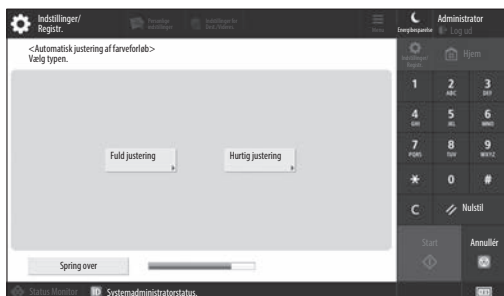 Indstillinger/
Registr.
Personlige
indstillinger
Indstillinger for
Dest./Videres.
Menu
Energibesparelse
Administrator
Log ud
<Automatisk justering af farveforløb>
Vælg typen.
Indstillinger/
Registr.
Hjem
Fuld justering
Hurtig justering
1
2
ABC
3
DEF
4
GHI
5
JKL
6
MNO
7
PQRS
8
TUV
9
WXYZ
*
0
#
C
Nulstil
Start
Annullér
Spring over
Status Monitor
ID
Systemadministratorstatus.